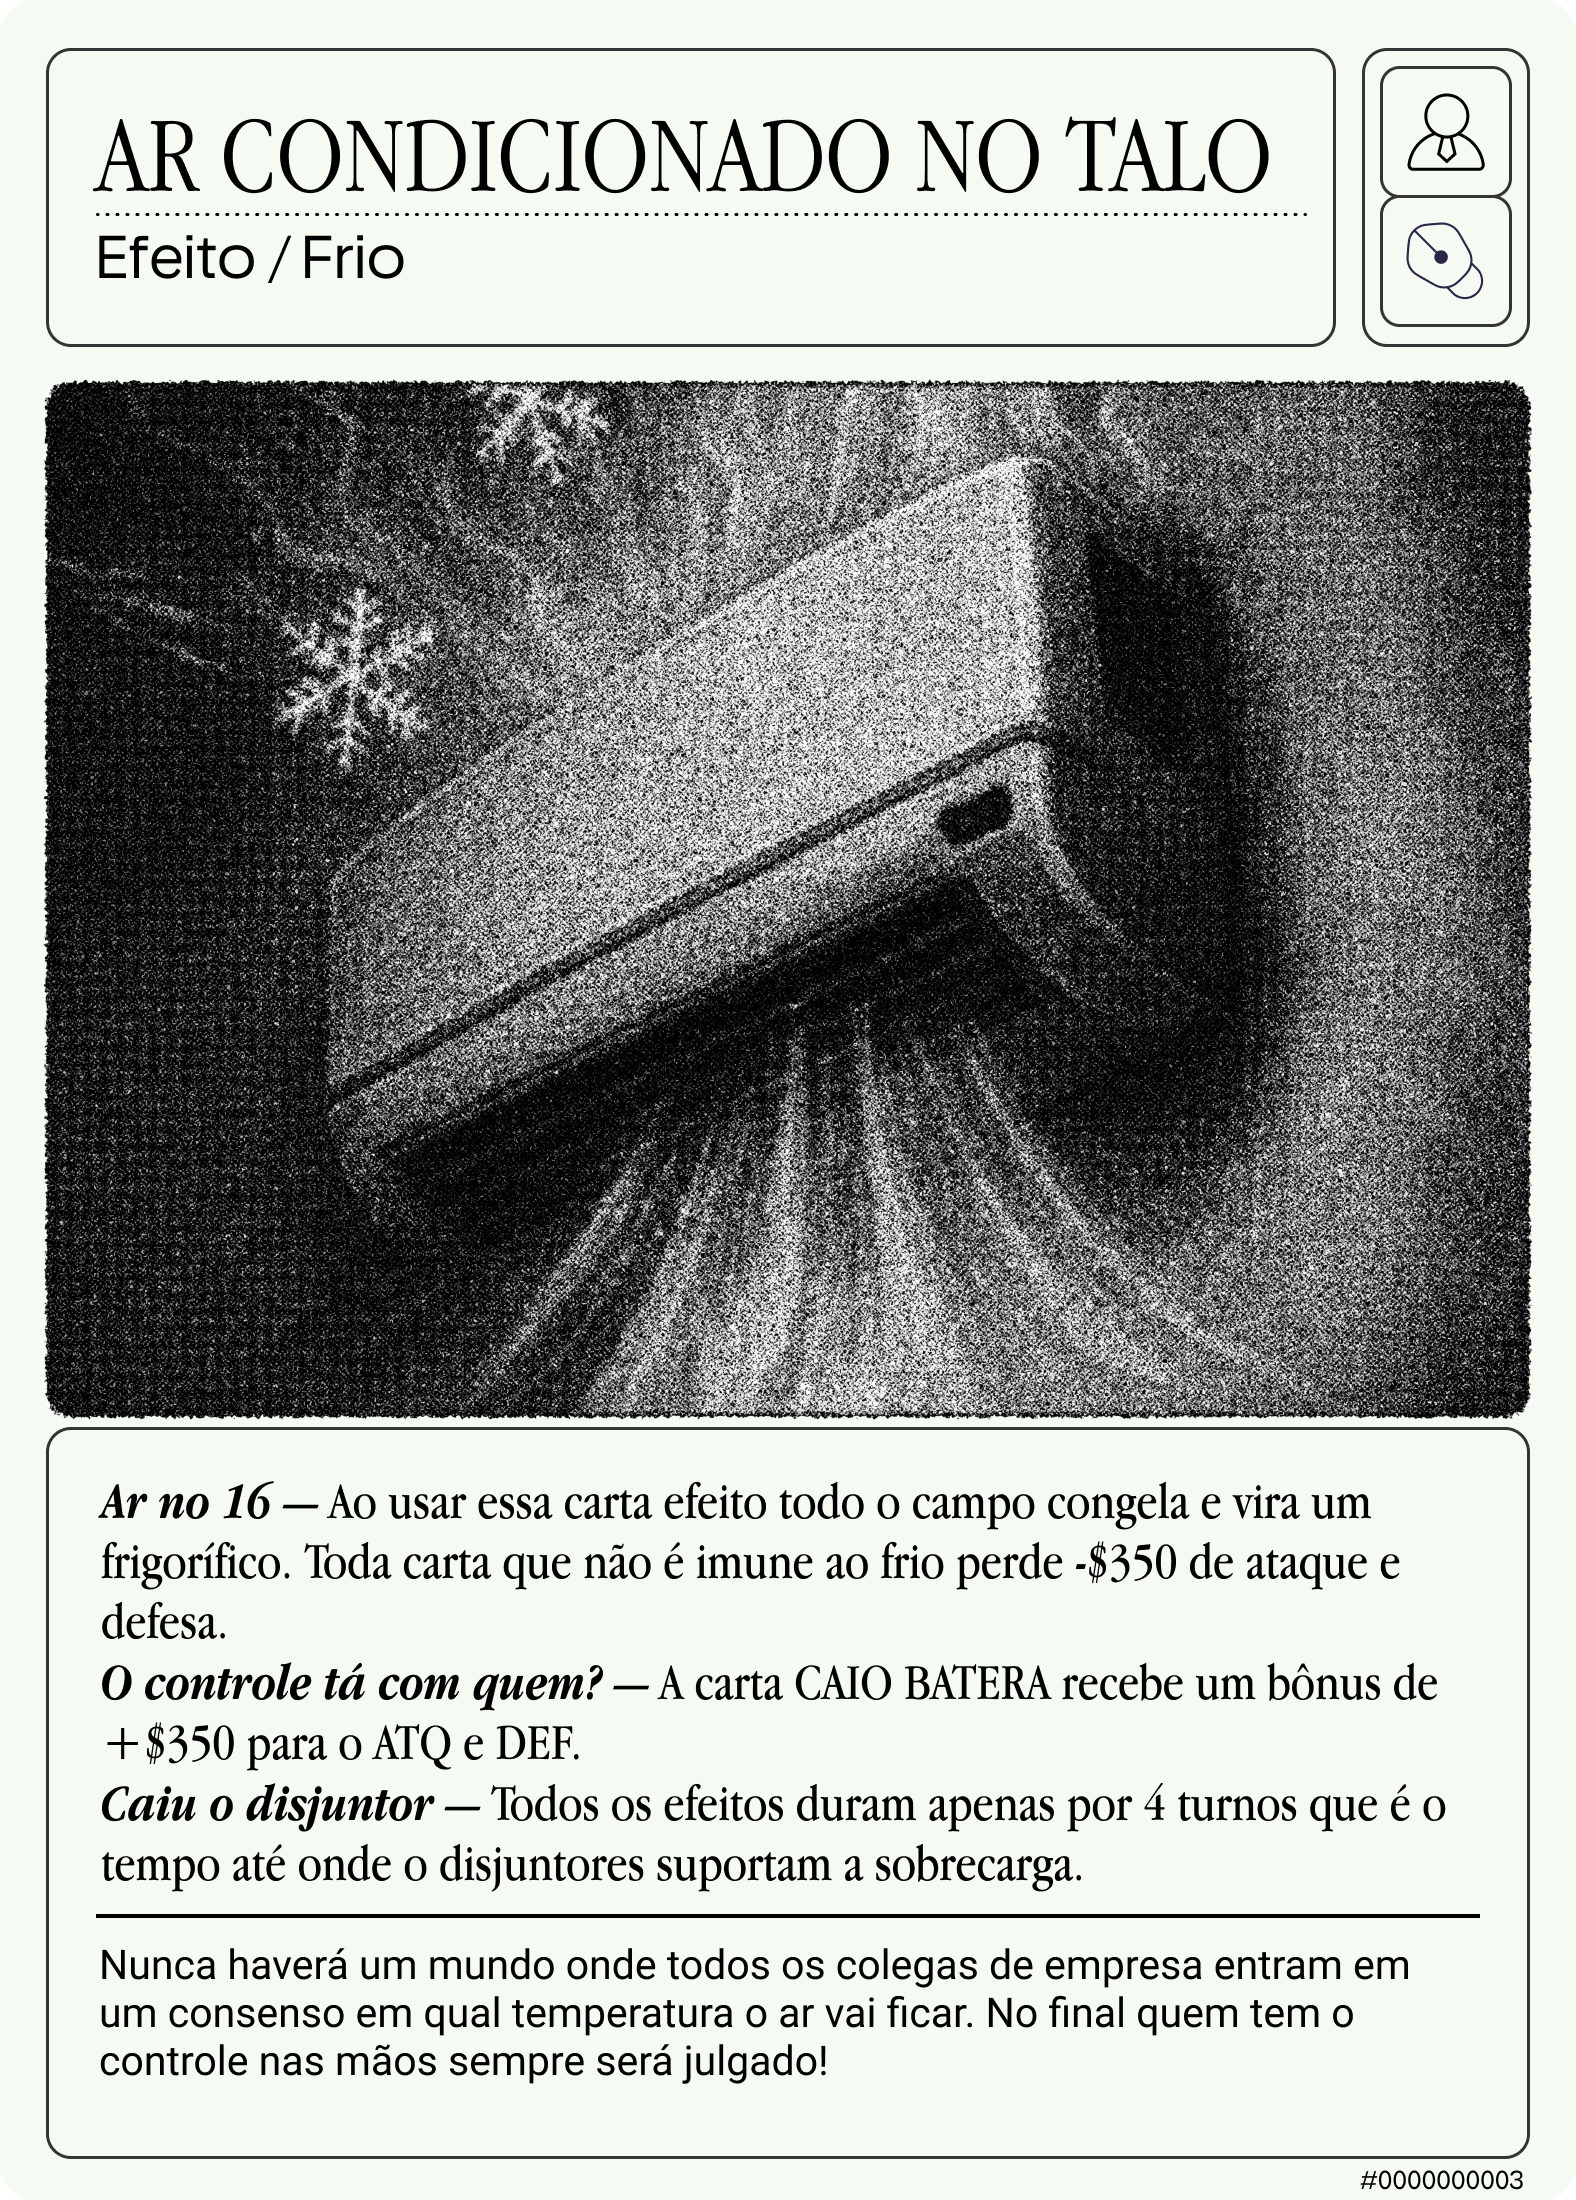 AR CONDICIONADO NO TALO
Efeito / Frio
Ar no 16 — Ao usar essa carta efeito todo o campo congela e vira um
frigorífico. Toda carta que não é imune ao frio perde -$350 de ataque e
defesa.
O controle tá com quem? — A carta CAIO BATERA recebe um bônus de
+$350 para o ATQ e DEF.
Caiu o disjuntor — Todos os efeitos duram apenas por 4 turnos que é o
tempo até onde o disjuntores suportam a sobrecarga.
Nunca haverá um mundo onde todos os colegas de empresa entram em
um consenso em qual temperatura o ar vai ficar. No final quem tem o
controle nas mãos sempre será julgado!
#0000000003